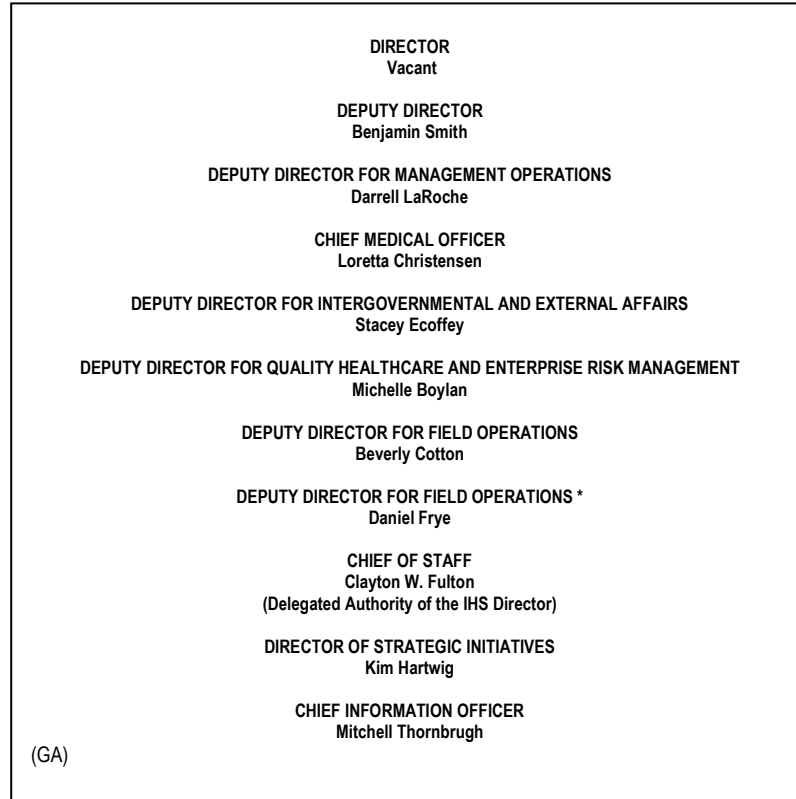 DIRECTOR
Vacant
DEPUTY DIRECTOR
Benjamin Smith
DEPUTY DIRECTOR FOR MANAGEMENT OPERATIONS
Darrell LaRoche
CHIEF MEDICAL OFFICER
Loretta Christensen
DEPUTY DIRECTOR FOR INTERGOVERNMENTAL AND EXTERNAL AFFAIRS
Stacey Ecoffey
DEPUTY DIRECTOR FOR QUALITY HEALTHCARE AND ENTERPRISE RISK MANAGEMENT
Michelle Boylan
DEPUTY DIRECTOR FOR FIELD OPERATIONS
Beverly Cotton
DEPUTY DIRECTOR FOR FIELD OPERATIONS *
Daniel Frye
CHIEF OF STAFF
Clayton W. Fulton
(Delegated Authority of the IHS Director)
DIRECTOR OF STRATEGIC INITIATIVES
Kim Hartwig
CHIEF INFORMATION OFFICER
Mitchell Thornbrugh
(GA)